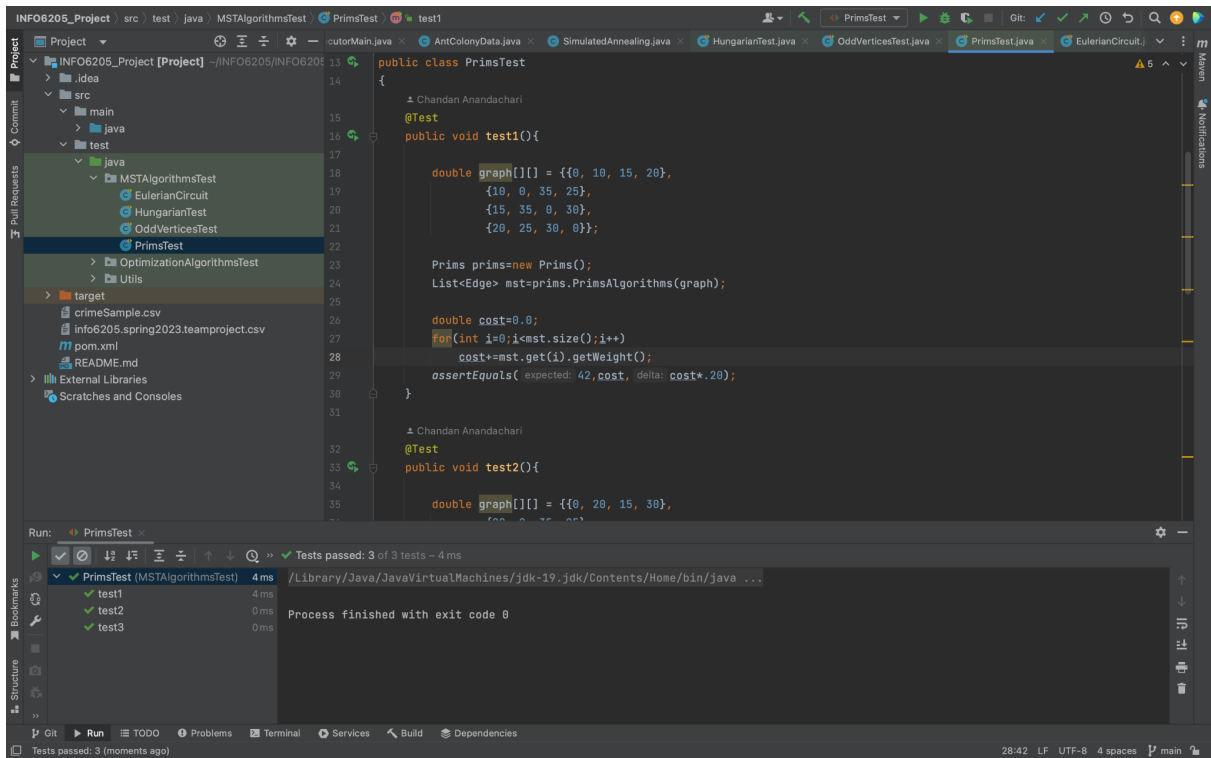 INFO6205_Project src test java MSTAlgorithmsTest PrimsTest test1 PrimsTest Git:
Project cutorMain.java AntColonyData.java SimulatedAnnealing.java HungarianTest.java OddVerticesTest.java PrimsTest.java EulerianCircuit.j
INFO6205_Project [Project] ~/INFO6205/INFO6205
.idea
src
main
java
test
java
MSTAlgorithmsTest
EulerianCircuit
HungarianTest
OddVerticesTest
PrimsTest
OptimizationAlgorithmsTest
Utils
target
crimeSample.csv
info6205.spring2023.teamproject.csv
pom.xml
README.md
External Libraries
Scratches and Consoles
Project
Commit
Pull Requests
Bookmarks
Structure
13 public class PrimsTest
14 {
Chandan Anandachari
15 @Test
16 public void test1(){
17
18 double graph[][] = {{0, 10, 15, 20},
19 {10, 0, 35, 25},
20 {15, 35, 0, 30},
21 {20, 25, 30, 0}};
22
23 Prims prims=new Prims();
24 List<Edge> mst=prims.PrimsAlgorithms(graph);
25
26 double cost=0.0;
27 for(int i=0;i<mst.size();i++)
28 cost+=mst.get(i).getWeight();
29 assertEquals( expected: 42,cost, delta: cost*.20);
30 }
31
Chandan Anandachari
32 @Test
33 public void test2(){
34
35 double graph[][] = {{0, 20, 15, 30},
5
m
Maven
Notifications
Run: PrimsTest
Tests passed: 3 of 3 tests – 4 ms
PrimsTest (MSTAlgorithmsTest) 4 ms
test1 4 ms
test2 0 ms
test3 0 ms
/Library/Java/JavaVirtualMachines/jdk-19.jdk/Contents/Home/bin/java ...
Process finished with exit code 0
Git Run TODO Problems Terminal Services Build Dependencies
Tests passed: 3 (moments ago) 28:42 LF UTF-8 4 spaces main